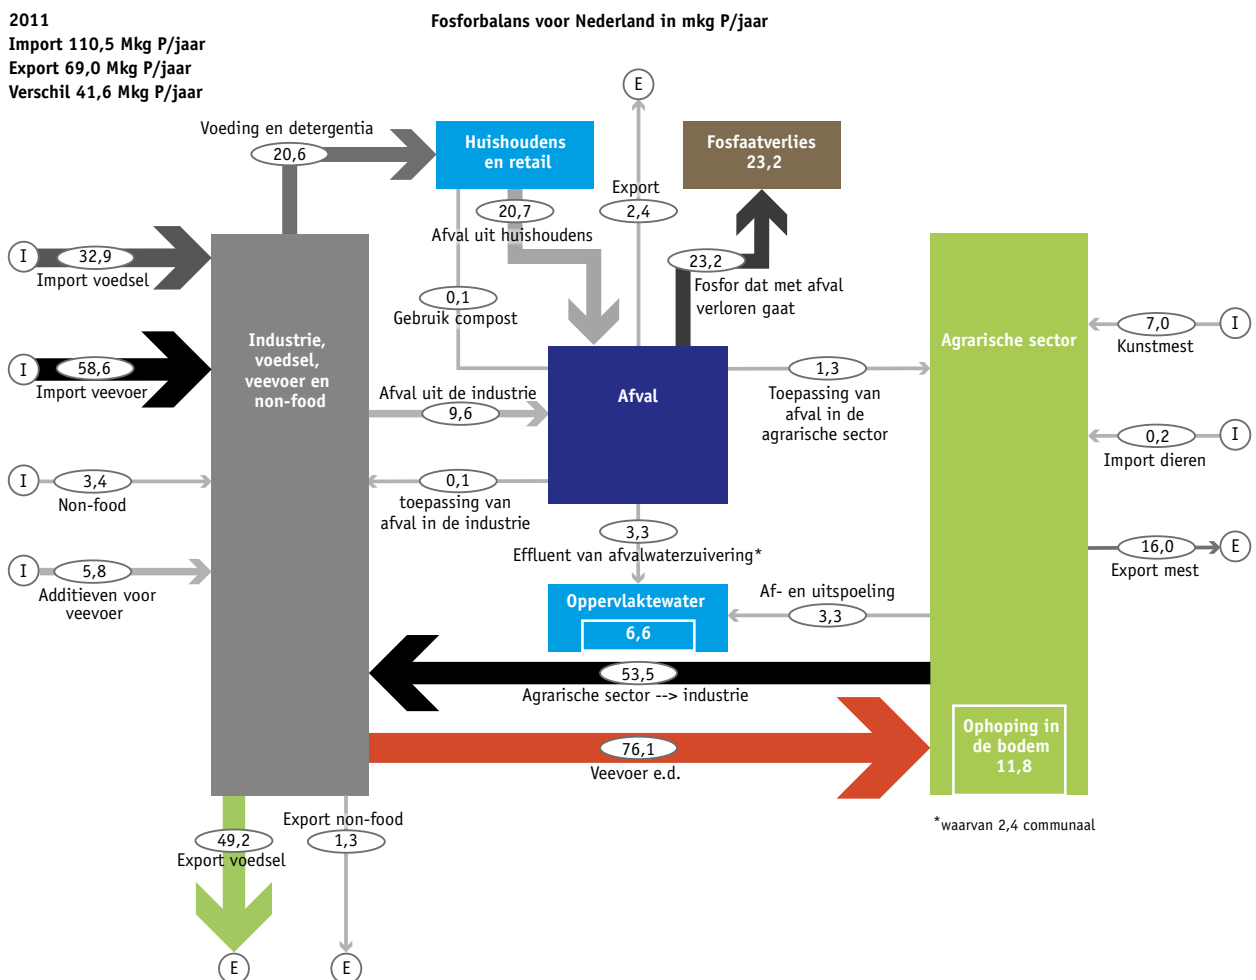 2011
Import 110,5 Mkg P/jaar
Export 69,0 Mkg P/jaar
Verschil 41,6 Mkg P/jaar
Fosforbalans voor Nederland in mkg P/jaar
E
Voeding en detergentia
20,6
Huishoudens
en retail
Fosfaatverlies
23,2
Export
2,4
20,7
Afval uit huishoudens
I
32,9
Import voedsel
23,2
Fosfor dat met afval
verloren gaat
0,1
Gebruik compost
Industrie,
voedsel,
veevoer en
non-food
Agrarische sector
7,0
I
Kunstmest
I
58,6
Import veevoer
Afval uit de industrie
9,6
Afval
1,3
Toepassing van
afval in de
agrarische sector
0,2
I
Import dieren
I
3,4
Non-food
0,1
toepassing van
afval in de industrie
3,3
Effluent van afvalwaterzuivering*
16,0
E
Export mest
I
5,8
Additieven voor
veevoer
Oppervlaktewater
6,6
Af- en uitspoeling
3,3
53,5
Agrarische sector --> industrie
76,1
Veevoer e.d.
Ophoping in
de bodem
11,8
*waarvan 2,4 communaal
49,2
Export voedsel
Export non-food
1,3
E
E